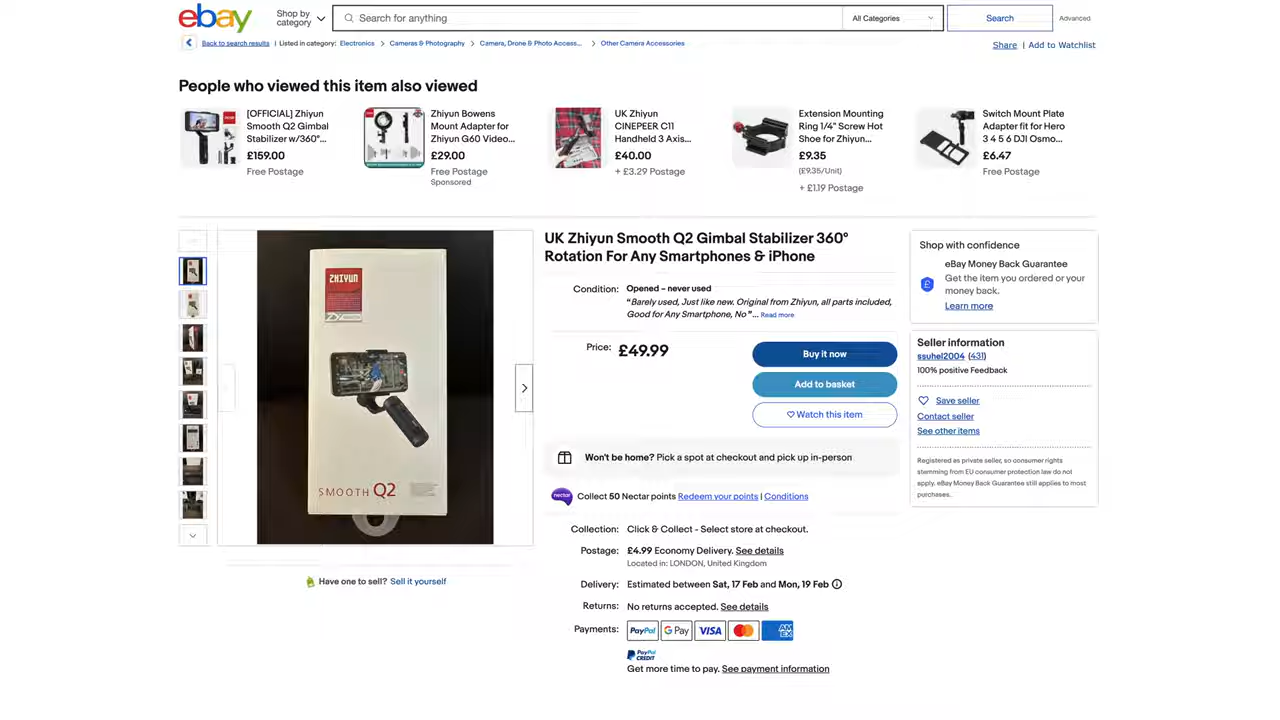 ebay
Shop by
category
Search for anything
All Categories
Search
Advanced
Back to search results | Listed in category: Electronics > Cameras & Photography > Camera, Drone & Photo Access... > Other Camera Accessories
Share | Add to Watchlist
People who viewed this item also viewed
[OFFICIAL] Zhiyun
Smooth Q2 Gimbal
Stabilizer w/360°...
£159.00
Free Postage
Zhiyun Bowens
Mount Adapter for
Zhiyun G60 Video...
£29.00
Free Postage
Sponsored
UK Zhiyun
CINEPEER C11
Handheld 3 Axis...
£40.00
+ £3.29 Postage
Extension Mounting
Ring 1/4" Screw Hot
Shoe for Zhiyun...
£9.35
(£9.35/Unit)
+ £1.19 Postage
Switch Mount Plate
Adapter fit for Hero
3 4 5 6 DJI Osmo...
£6.47
Free Postage
ZHIYUN
SMOOTH Q2
Have one to sell? Sell it yourself
UK Zhiyun Smooth Q2 Gimbal Stabilizer 360°
Rotation For Any Smartphones & iPhone
Condition: Opened – never used
“Barely used, Just like new. Original from Zhiyun, all parts included,
Good for Any Smartphone, No”... Read more
Price: £49.99
Buy it now
Add to basket
Watch this item
Won't be home? Pick a spot at checkout and pick up in-person
nectar
Collect 50 Nectar points Redeem your points | Conditions
Collection: Click & Collect - Select store at checkout.
Postage: £4.99 Economy Delivery. See details
Located in: LONDON, United Kingdom
Delivery: Estimated between Sat, 17 Feb and Mon, 19 Feb
Returns: No returns accepted. See details
Payments: PayPal G Pay VISA AM EX
PayPal
CREDIT
Get more time to pay. See payment information
Shop with confidence
eBay Money Back Guarantee
Get the item you ordered or your
money back.
Learn more
Seller information
ssuhel2004 (431)
100% positive Feedback
Save seller
Contact seller
See other items
Registered as private seller, so consumer rights
stemming from EU consumer protection law do not
apply. eBay Money Back Guarantee still applies to most
purchases.